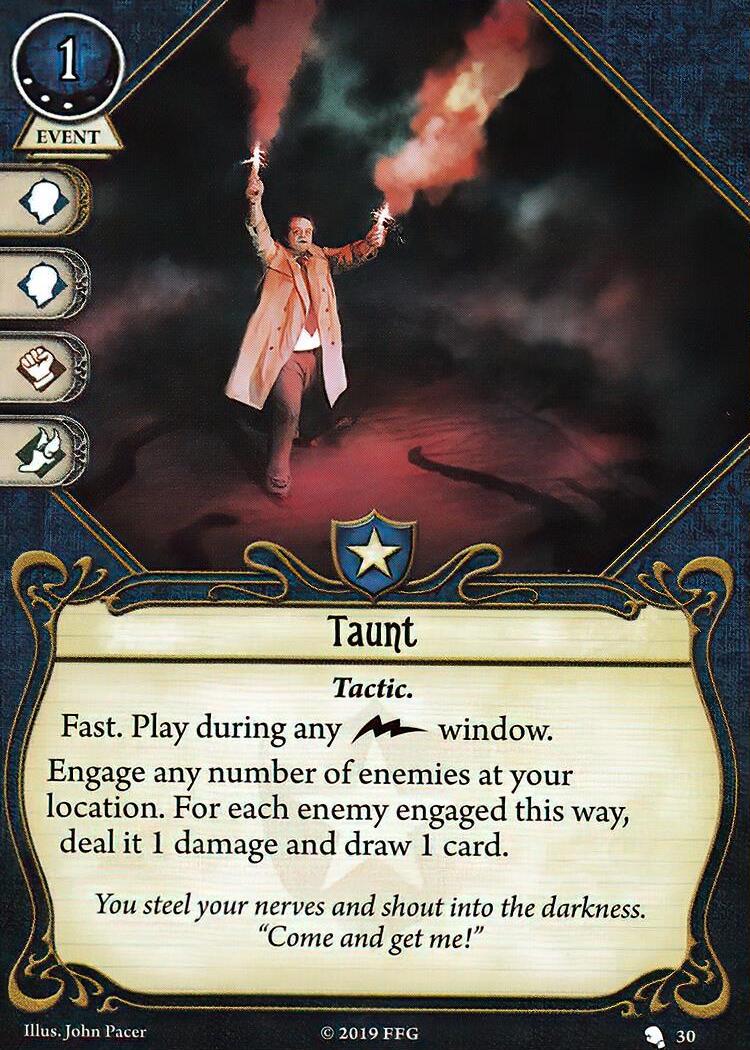 1
EVENT
Taunt
Tactic.
Fast. Play during any window.
Engage any number of enemies at your
location. For each enemy engaged this way,
deal it 1 damage and draw 1 card.
You steel your nerves and shout into the darkness.
“Come and get me!”
Illus. John Pacer
© 2019 FFG
30